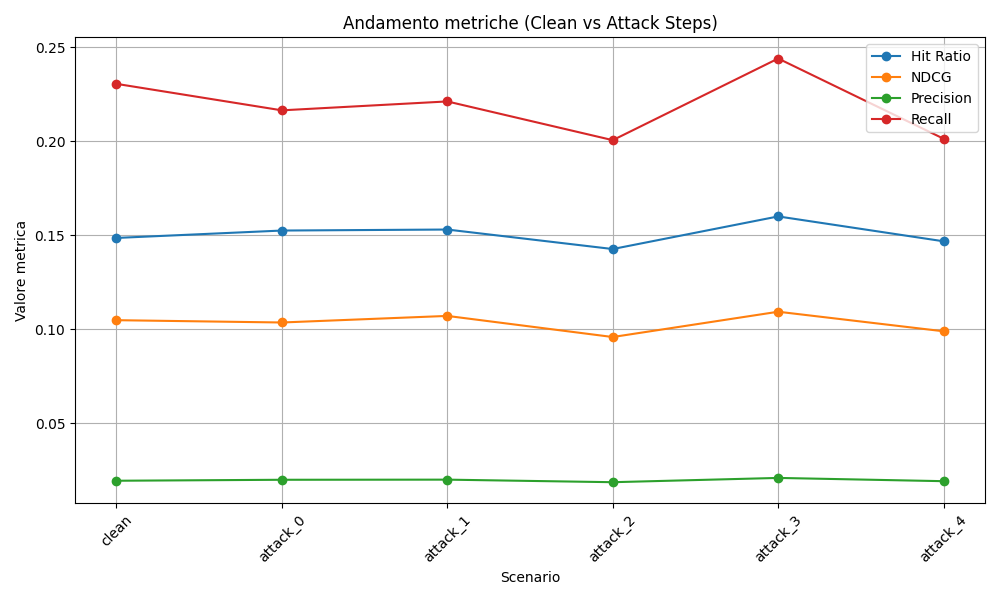 Andamento metriche (Clean vs Attack Steps)
Hit Ratio
NDCG
Precision
Recall
Valore metrica
0.25
0.20
0.15
0.10
0.05
clean
attack_0
attack_1
attack_2
attack_3
attack_4
Scenario